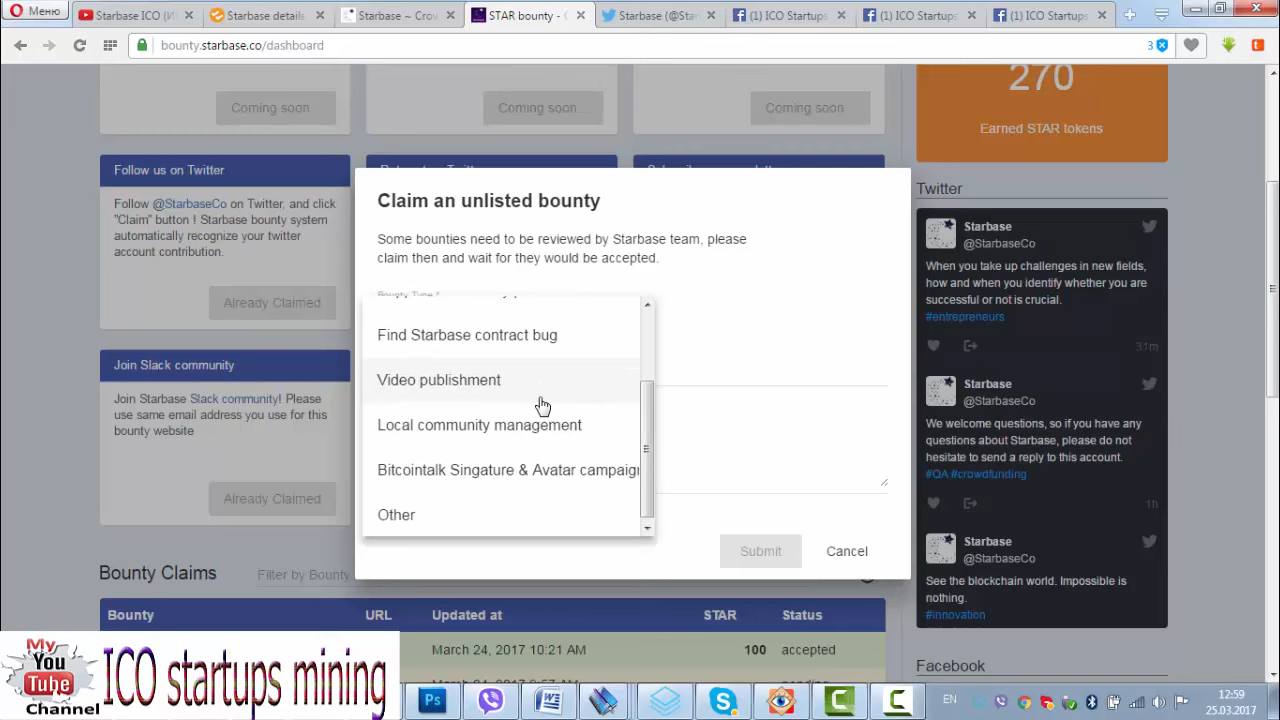 Меню
Starbase ICO (И
Starbase details
Starbase ~ Crow
STAR bounty - C
Starbase (@Star
(1) ICO Startups
(1) ICO Startups
(1) ICO Startups
bounty.starbase.co/dashboard
3
Coming soon
Coming soon...
Coming soon
270
Earned STAR tokens
Follow us on Twitter
Follow @StarbaseCo on Twitter, and click
"Claim" button ! Starbase bounty system
automatically recognize your twitter
account contribution.
Already Claimed
Join Slack community
Join Starbase Slack community! Please
use same email address you use for this
bounty website
Already Claimed
Claim an unlisted bounty
Some bounties need to be reviewed by Starbase team, please
claim then and wait for they would be accepted.
Bounty Type *
Find Starbase contract bug
Video publishment
Local community management
Bitcointalk Singature & Avatar campaign
Other
Submit
Cancel
Twitter
Starbase
@StarbaseCo
When you take up challenges in new fields,
how and when you identify whether you are
successful or not is crucial.
#entrepreneurs
31m
Starbase
@StarbaseCo
We welcome questions, so if you have any
questions about Starbase, please do not
hesitate to send a reply to this account.
#QA #crowdfunding
1h
Starbase
@StarbaseCo
See the blockchain world. Impossible is
nothing.
#innovation
Facebook
Bounty Claims
Filter by Bounty
Bounty
URL
Updated at
STAR
Status
March 24, 2017 10:21 AM
100
accepted
My
You
Tube
Channel
ICO startups mining
EN
12:59
25.03.2017